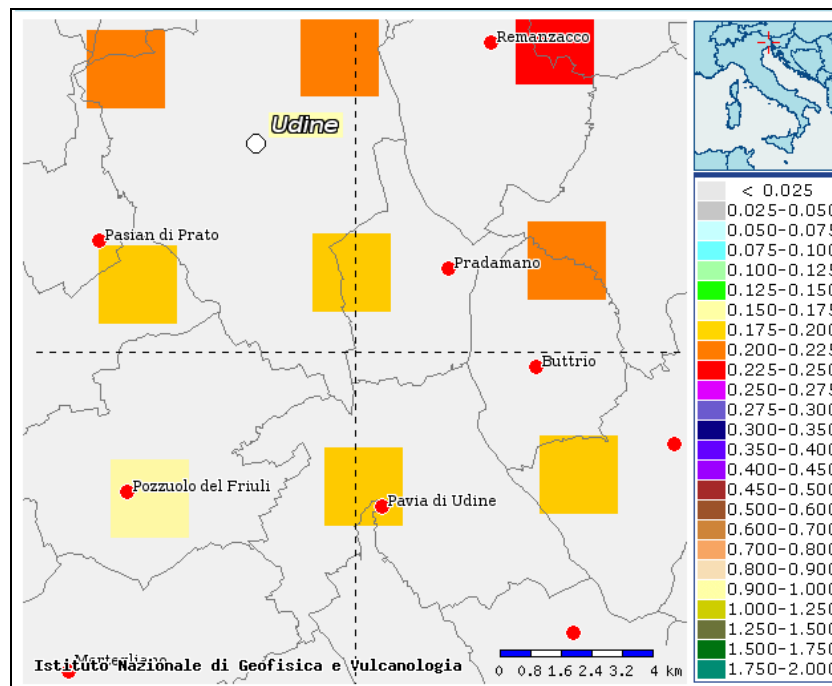 Remanzacco
Udine
Pasian di Prato
Pradamano
Buttrio
Pozzuolo del Friuli
Pavia di Udine
Istituto Nazionale di Geofisica e Vulcanologia
0 0.8 1.6 2.4 3.2 4 km
< 0.025
0.025-0.050
0.050-0.075
0.075-0.100
0.100-0.125
0.125-0.150
0.150-0.175
0.175-0.200
0.200-0.225
0.225-0.250
0.250-0.275
0.275-0.300
0.300-0.350
0.350-0.400
0.400-0.450
0.450-0.500
0.500-0.600
0.600-0.700
0.700-0.800
0.800-0.900
0.900-1.000
1.000-1.250
1.250-1.500
1.500-1.750
1.750-2.000